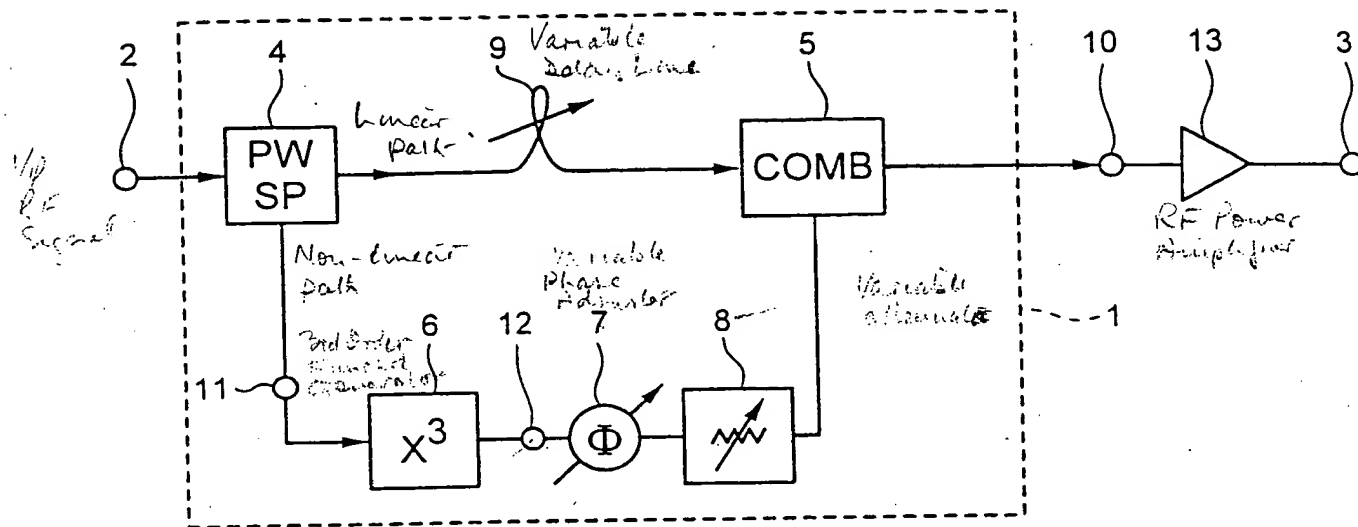 2
4
9
Variable
Delay Line
5
10
13
3
I/P
RF
Signal
PW
SP
Linear
path
COMB
RF Power
Amplifier
Non-linear
path
Variable
Phase
Adjuster
Variable
1
11
3rd Order
6
12
7
8
X³
Φ